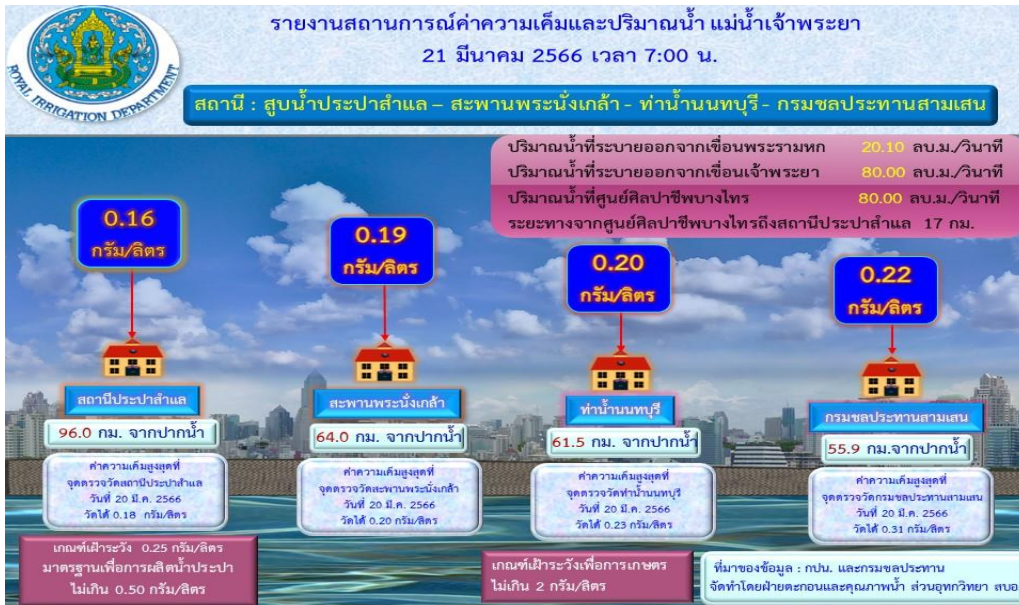 รายงานสถานการณ์ค่าความเค็มและปริมาณน้ำ แม่น้ำเจ้าพระยา
21 มีนาคม 2566 เวลา 7:00 น.
ROYAL IRRIGATION DEPARTMENT
สถานี : สูบน้ำประปาสำแล – สะพานพระนั่งเกล้า - ท่าน้ำนนทบุรี - กรมชลประทานสามเสน
ปริมาณน้ำที่ระบายออกจากเขื่อนพระรามหก 20.10 ลบ.ม./วินาที
ปริมาณน้ำที่ระบายออกจากเขื่อนเจ้าพระยา 80.00 ลบ.ม./วินาที
ปริมาณน้ำที่ศูนย์ศิลปาชีพบางไทร 80.00 ลบ.ม./วินาที
ระยะทางจากศูนย์ศิลปาชีพบางไทรถึงสถานีประปาสำแล 17 กม.
0.16
กรัม/ลิตร
สถานีประปาสำแล
96.0 กม. จากปากน้ำ
ค่าความเค็มสูงสุดที่
จุดตรวจวัดสถานีประปาสำแล
วันที่ 20 มี.ค. 2566
วัดได้ 0.18 กรัม/ลิตร
0.19
กรัม/ลิตร
สะพานพระนั่งเกล้า
64.0 กม. จากปากน้ำ
ค่าความเค็มสูงสุดที่
จุดตรวจวัดสะพานพระนั่งเกล้า
วันที่ 20 มี.ค. 2566
วัดได้ 0.20 กรัม/ลิตร
0.20
กรัม/ลิตร
ท่าน้ำนนทบุรี
61.5 กม. จากปากน้ำ
ค่าความเค็มสูงสุดที่
จุดตรวจวัดท่าน้ำนนทบุรี
วันที่ 20 มี.ค. 2566
วัดได้ 0.23 กรัม/ลิตร
0.22
กรัม/ลิตร
กรมชลประทานสามเสน
55.9 กม.จากปากน้ำ
ค่าความเค็มสูงสุดที่
จุดตรวจวัดกรมชลประทานสามเสน
วันที่ 20 มี.ค. 2566
วัดได้ 0.31 กรัม/ลิตร
เกณฑ์เฝ้าระวัง 0.25 กรัม/ลิตร
มาตรฐานเพื่อการผลิตน้ำประปา
ไม่เกิน 0.50 กรัม/ลิตร
เกณฑ์เฝ้าระวังเพื่อการเกษตร
ไม่เกิน 2 กรัม/ลิตร
ที่มาของข้อมูล : กปน. และกรมชลประทาน
จัดทำโดยฝ่ายตะกอนและคุณภาพน้ำ ส่วนอุทกวิทยา สบอ